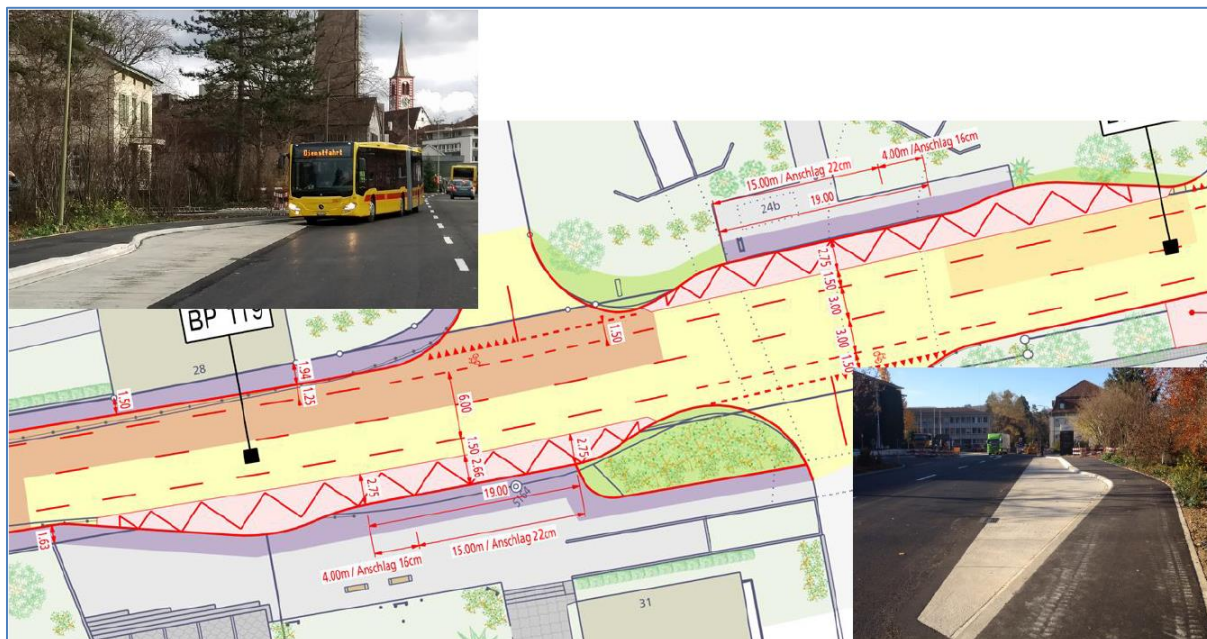 Dienstfahrt
4.00m / Anschlag 16cm
15.00m / Anschlag 22cm
19.00
24b
2.75
1.50
3.00
3.00
1.50
BP 119
1.50
28
1.94
1.25
1.50
6.00
1.50
2.66
2.75
2.75
19.00
1.63
15.00m / Anschlag 22cm
4.00m / Anschlag 16cm
31